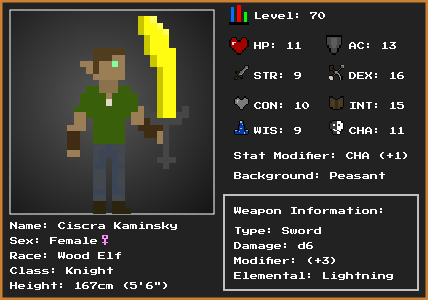 Level: 70
HP: 11 AC: 13
STR: 9 DEX: 16
CON: 10 INT: 15
WIS: 9 CHA: 11
Stat Modifier: CHA (+1)
Background: Peasant
Weapon Information:
Type: Sword
Damage: d6
Modifier: (+3)
Elemental: Lightning
Name: Ciscra Kaminsky
Sex: Female♀
Race: Wood Elf
Class: Knight
Height: 167cm (5'6")